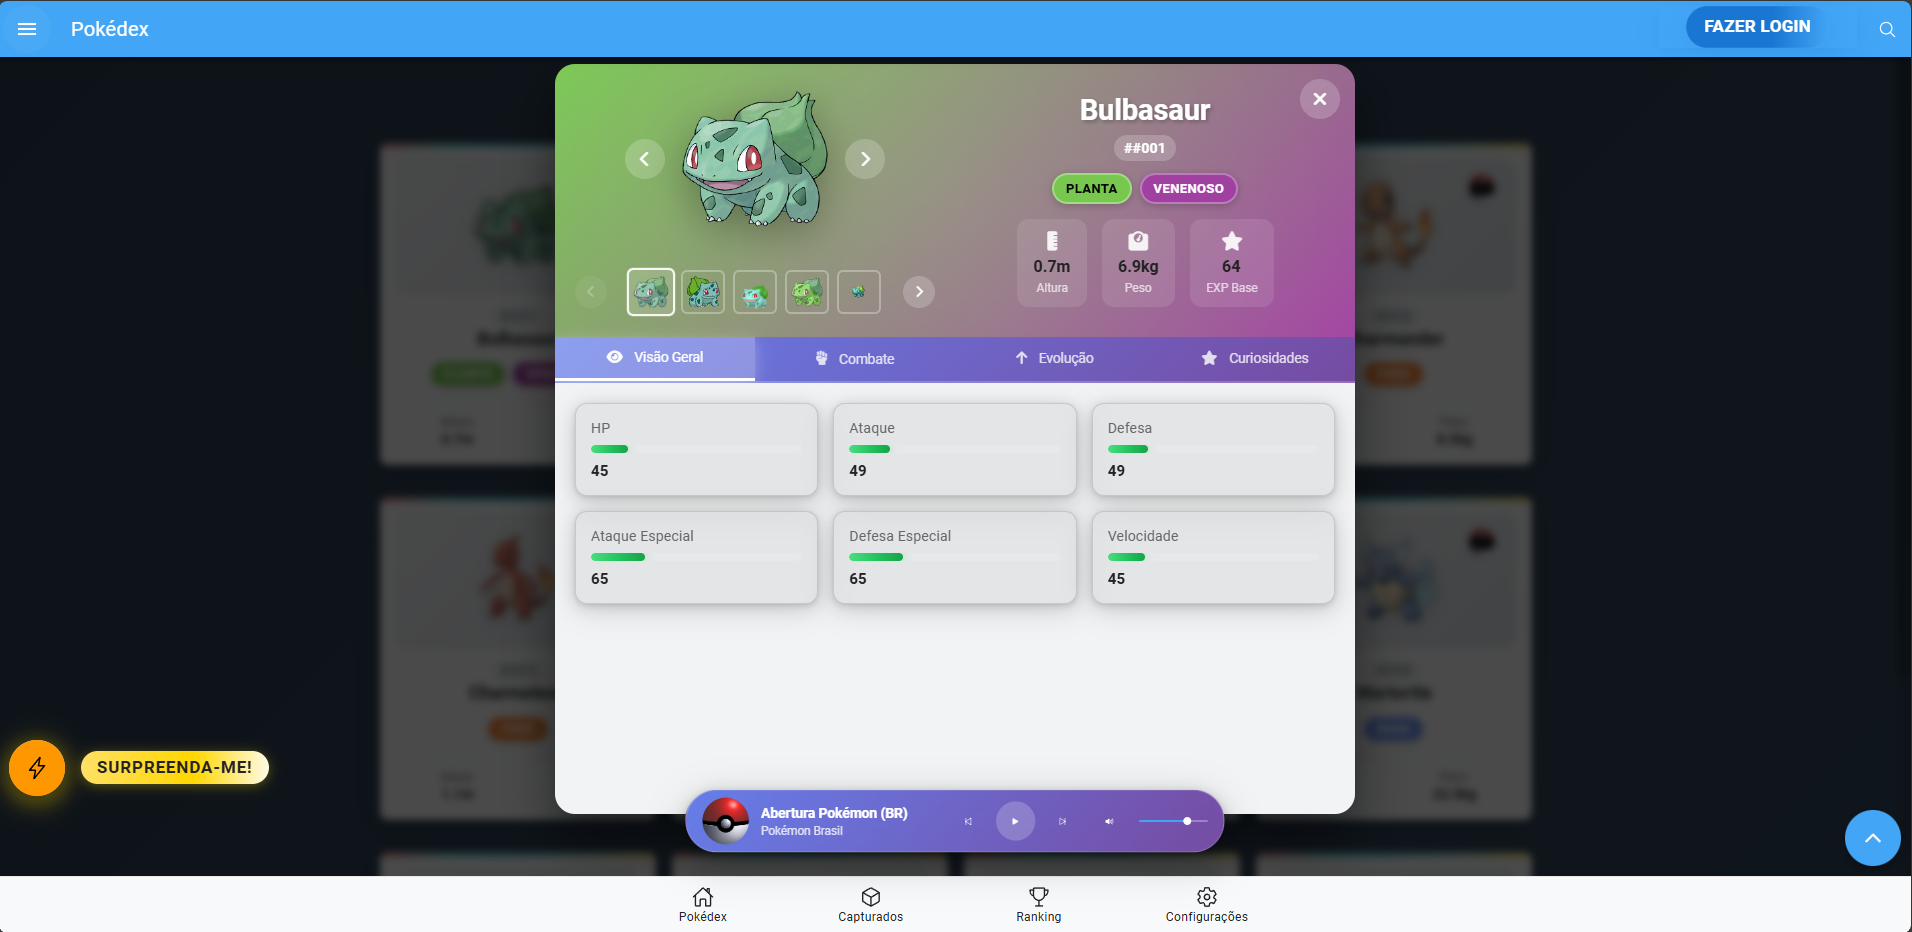 Pokédex
FAZER LOGIN
Bulbasaur
##001
PLANTA
VENENOSO
0.7m
Altura
6.9kg
Peso
64
EXP Base
Visão Geral
Combate
Evolução
Curiosidades
HP
45
Ataque
49
Defesa
49
Ataque Especial
65
Defesa Especial
65
Velocidade
45
SURPREENDA-ME!
Abertura Pokémon (BR)
Pokémon Brasil
Pokédex
Capturados
Ranking
Configurações